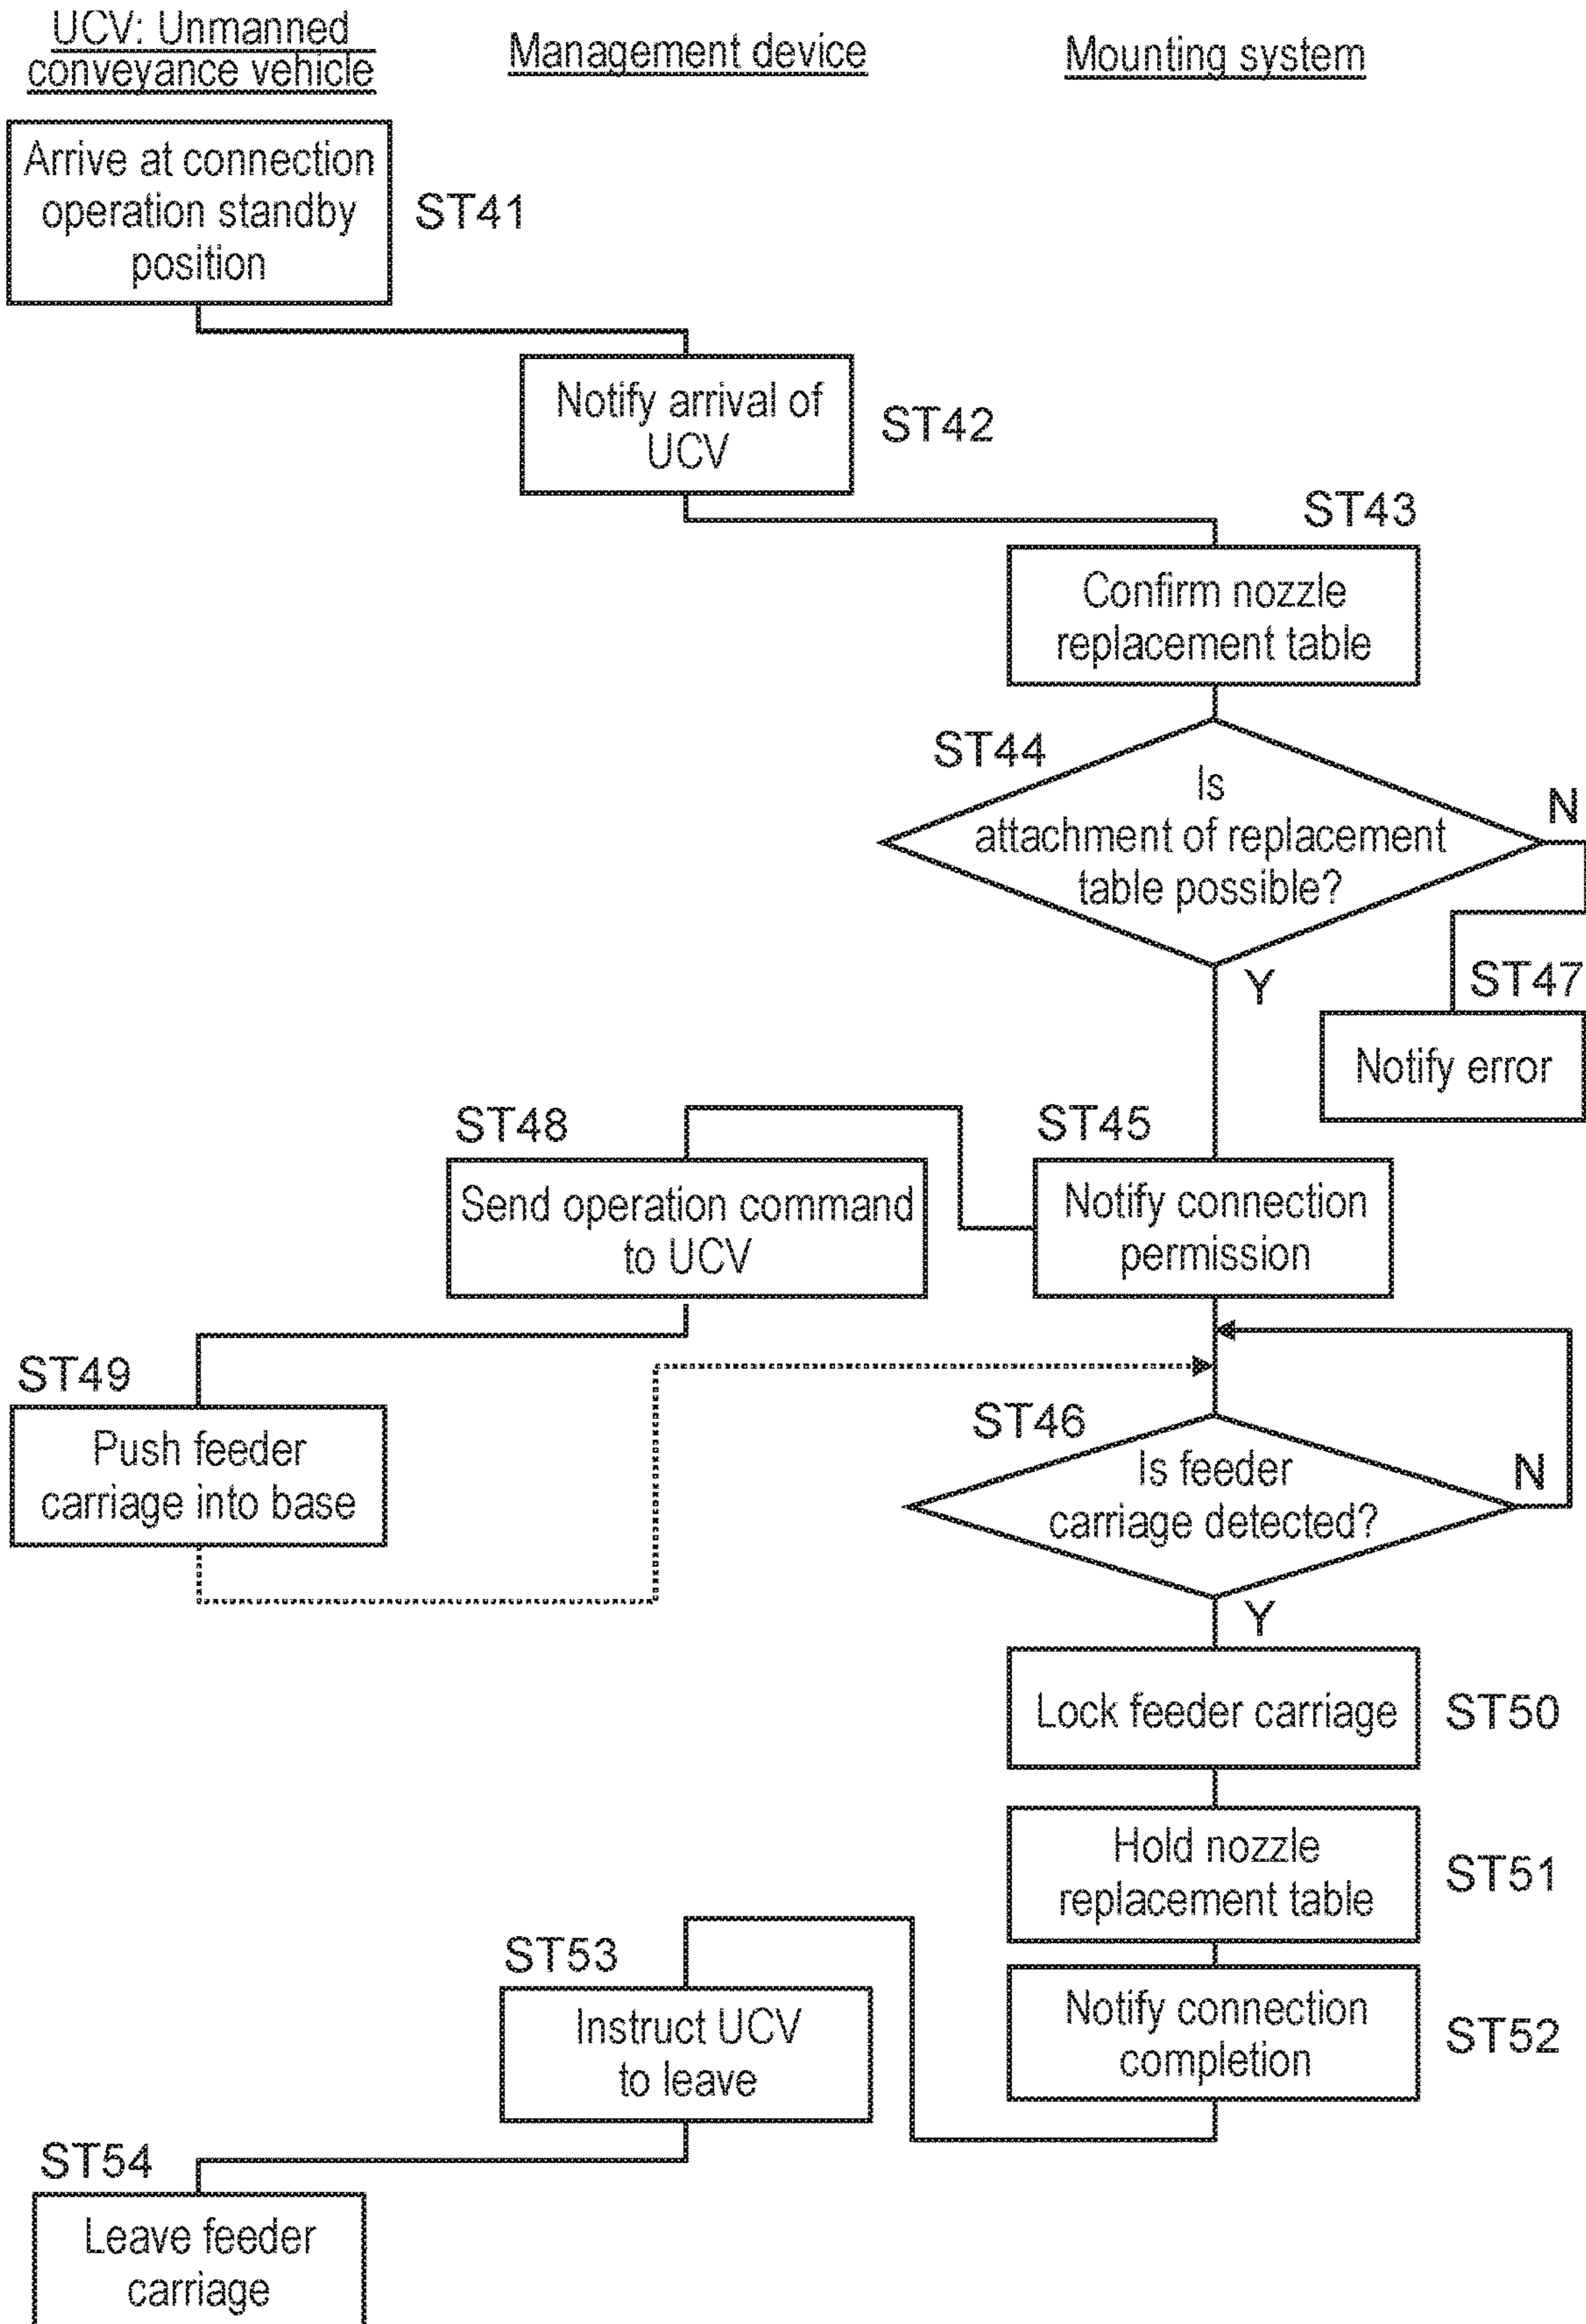 UCV: Unmanned
conveyance vehicle
Management device
Mounting system
Arrive at connection
operation standby
position
ST41
Notify arrival of
UCV
ST42
ST43
Confirm nozzle
replacement table
ST44
Is
attachment of replacement
table possible?
N
Y
ST47
Notify error
ST48
Send operation command
to UCV
ST45
Notify connection
permission
ST49
Push feeder
carriage into base
ST46
Is feeder
carriage detected?
N
Y
Lock feeder carriage
ST50
Hold nozzle
replacement table
ST51
ST53
Instruct UCV
to leave
Notify connection
completion
ST52
ST54
Leave feeder
carriage